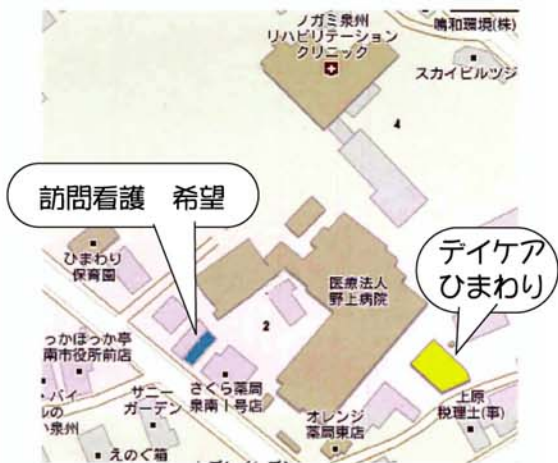 ノガミ泉州
リハビリテーション
クリニック
鳴和環境(株)
スカイビルツジ
4
訪問看護 希望
ひまわり
保育園
デイケア
ひまわり
医療法人
野上病院
2
っかほっか亭
南市役所前店
さくら薬局
泉南1号店
サニー
ガーデン
オレンジ
薬局東店
上原
税理士(事)
えのぐ箱